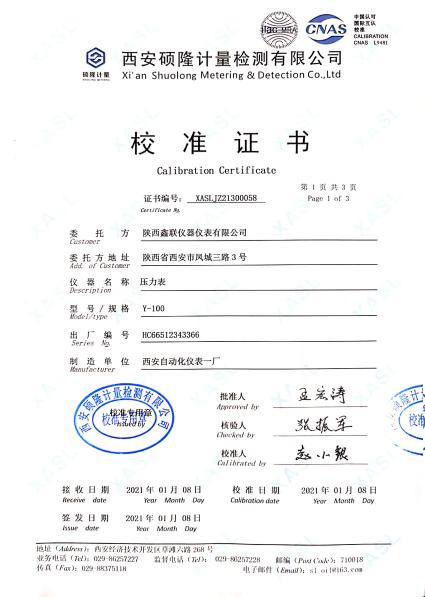 ilac-MRA
CNAS
中国认可
国际互认
校准
CALIBRATION
CNAS L9481
硕隆计量
SHUOLONG METERING
西安硕隆计量检测有限公司
Xi'an Shuolong Metering & Detection Co.,Ltd
校准证书
Calibration Certificate
第 1 页 共 3 页
Page 1 of 3
证书编号: XASLJZ21300058
Certificate No.
委托方 陕西鑫联仪器仪表有限公司
Customer
委托方地址 陕西省西安市凤城三路 3 号
Add. of Customer
仪器名称 压力表
Description
型号/规格 Y-100
Model/type
出厂编号 HC66512343366
Series No.
制造单位 西安自动化仪表一厂
Manufacturer
西安硕隆计量检测有限公司
校准专用章
校准专用章
Issued by
批准人 孟宏涛
Approved by
核验人 张振军
Checked by
校准人 赵小银
Calibrated by
接收日期 2021 年 01 月 08 日
Receive date Year Month Day
校准日期 2021 年 01 月 08 日
Calibration date Year Month Day
签发日期 2021 年 01 月 08 日
Issue date Year Month Day
地址 (Address): 西安经济技术开发区草滩六路 268 号
业务电话 (Tel): 029-86257227 监督电话 (Tel): 029-86257228 邮编 (Post Code): 710018
传真 (Fax): 029-88375118 电子邮件 (Email):